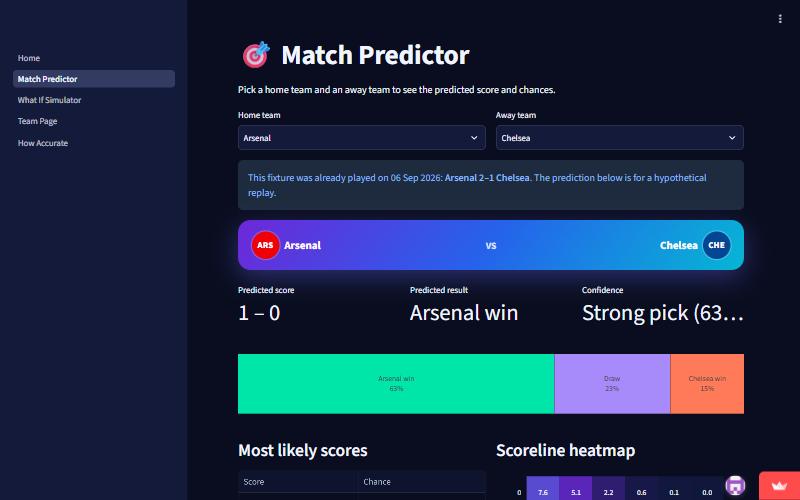 Home
Match Predictor
What If Simulator
Team Page
How Accurate
Match Predictor
Pick a home team and an away team to see the predicted score and chances.
Home team
Away team
Arsenal
Chelsea
This fixture was already played on 06 Sep 2026: Arsenal 2–1 Chelsea. The prediction below is for a hypothetical
replay.
ARS Arsenal
VS
Chelsea CHE
Predicted score
Predicted result
Confidence
1 – 0
Arsenal win
Strong pick (63…
Arsenal win
63%
Draw
23%
Chelsea win
15%
Most likely scores
Scoreline heatmap
Score
Chance
0 7.6 5.1 2.2 0.6 0.1 0.0